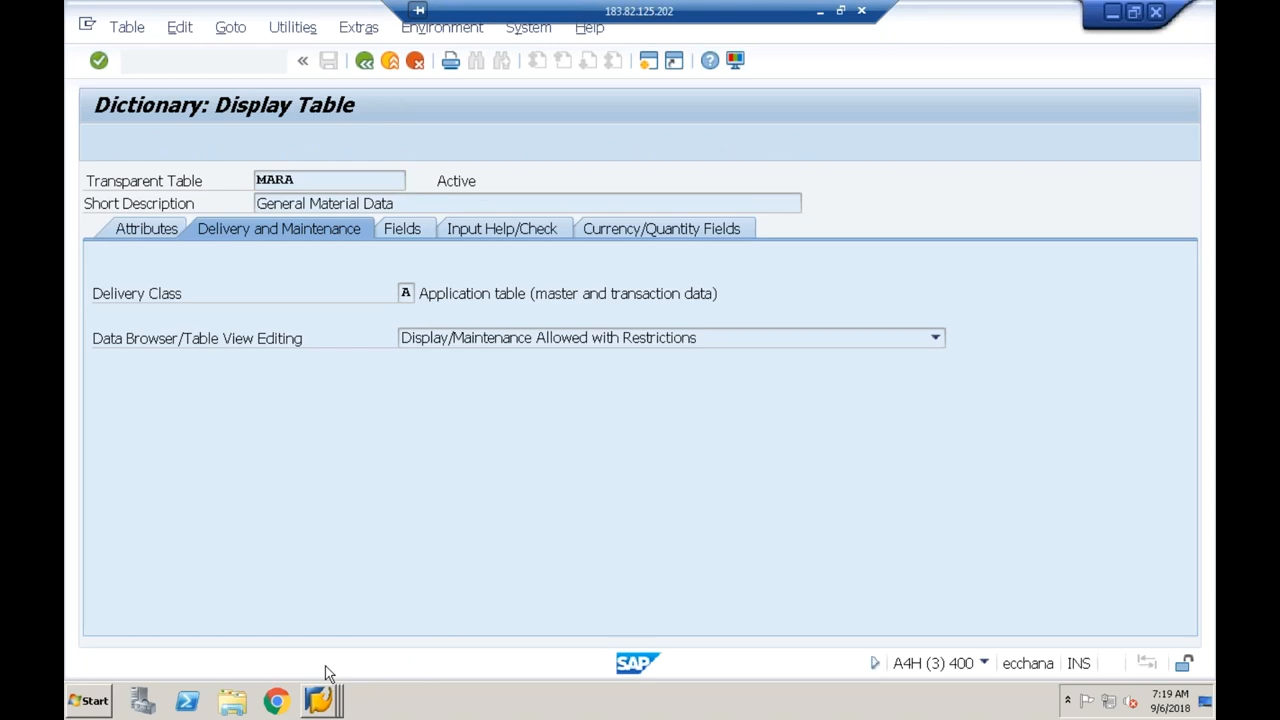 183.82.125.202
Table Edit Goto Utilities Extras Environment System Help
«
Dictionary: Display Table
Transparent Table MARA Active
Short Description General Material Data
Attributes Delivery and Maintenance Fields Input Help/Check Currency/Quantity Fields
Delivery Class A Application table (master and transaction data)
Data Browser/Table View Editing Display/Maintenance Allowed with Restrictions
SAP A4H (3) 400 ecchana INS
Start 7:19 AM
9/6/2018